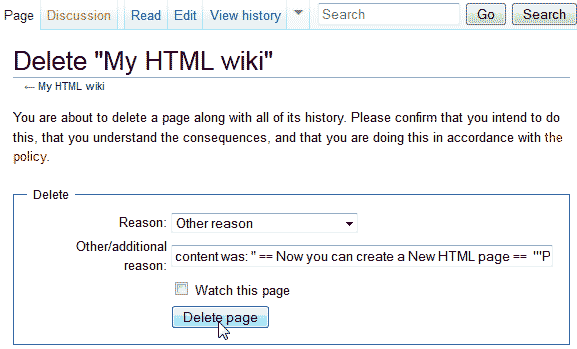 Page Discussion Read Edit View history Search Go Search
Delete "My HTML wiki"
← My HTML wiki
You are about to delete a page along with all of its history. Please confirm that you intend to do
this, that you understand the consequences, and that you are doing this in accordance with the
policy.
Delete
Reason: Other reason
Other/additional
reason: content was: " == Now you can create a New HTML page == '''P
Watch this page
Delete page